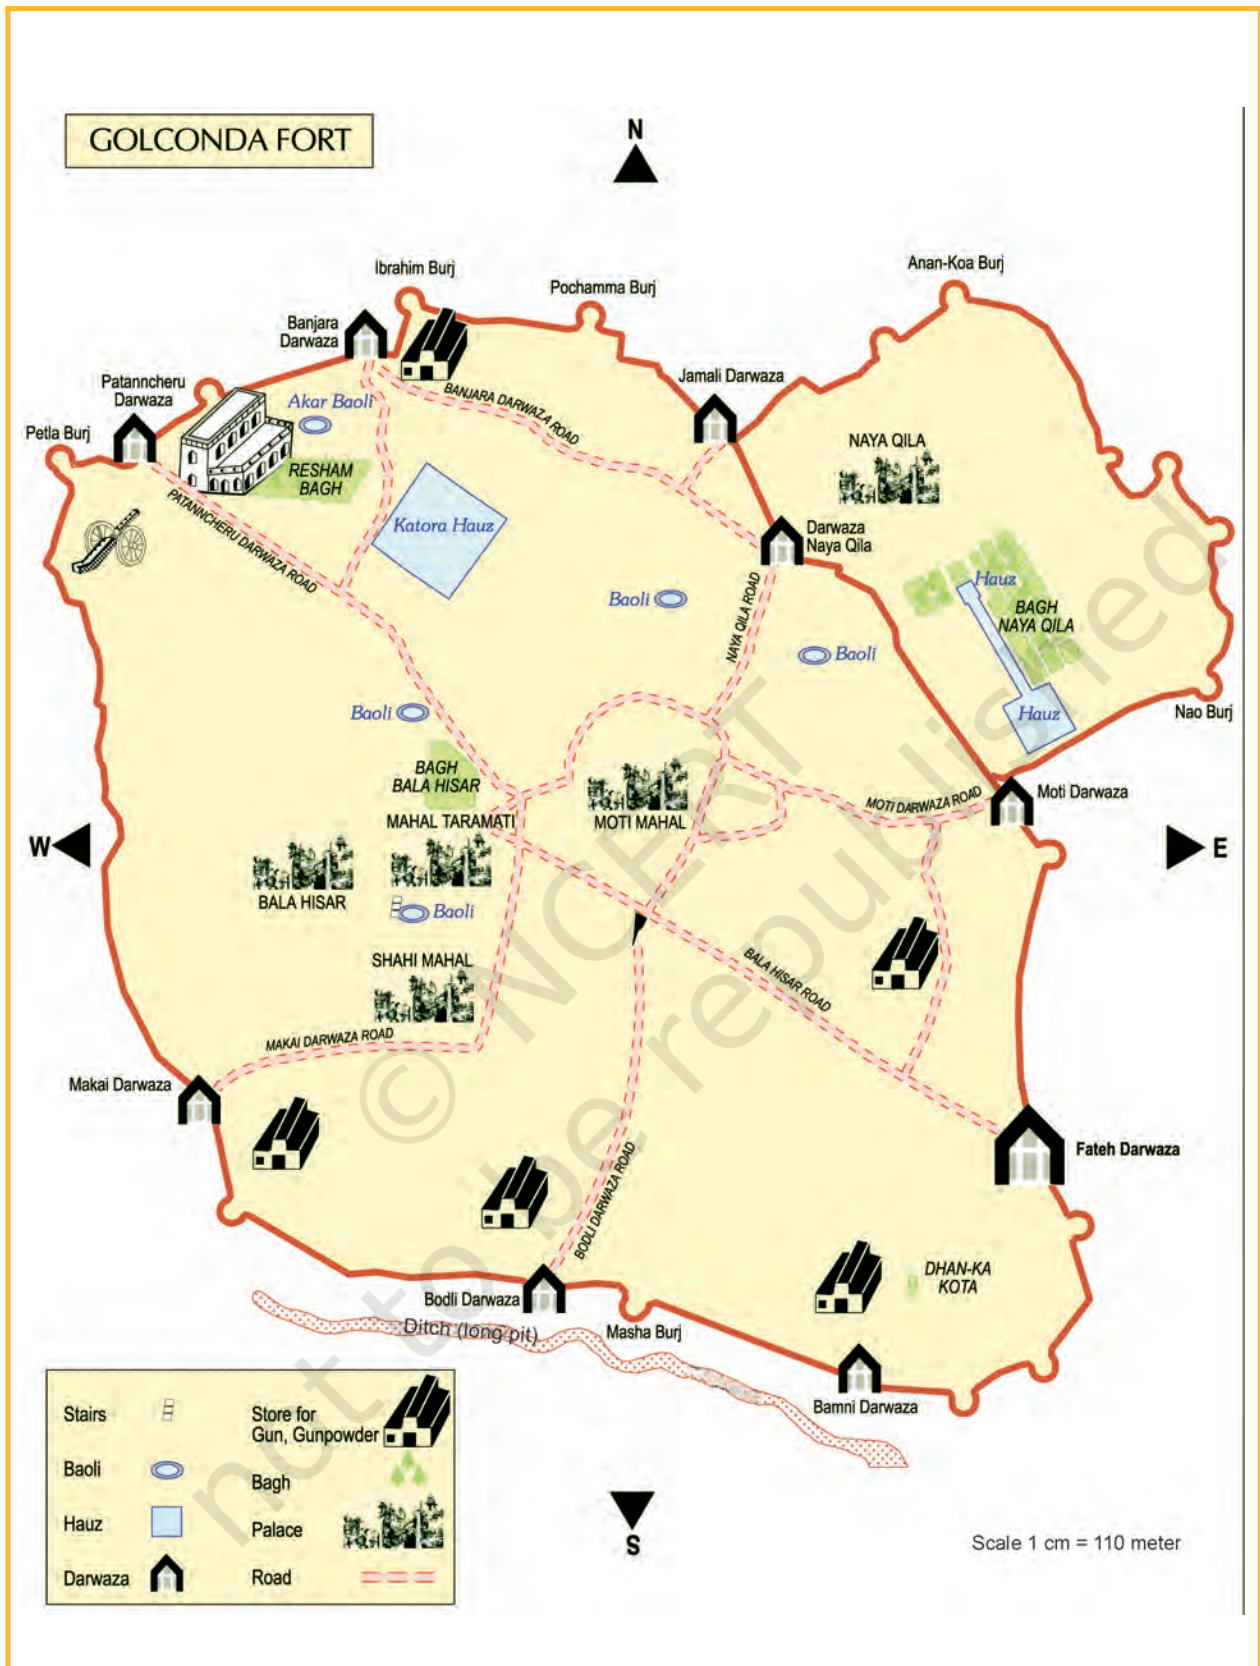 GOLCONDA FORT
N
Ibrahim Burj
Pochamma Burj
Anan-Koa Burj
Banjara
Darwaza
Patanncheru
Darwaza
Jamali Darwaza
Akar Baoli
BANJARA DARWAZA ROAD
Petla Burj
NAYA QILA
RESHAM
BAGH
Katora Hauz
PATANNCHERU DARWAZA ROAD
Darwaza
Naya Qila
Hauz
Baoli
BAGH
NAYA QILA
NAYA QILA ROAD
Baoli
Baoli
Hauz
Nao Burj
BAGH
BALA HISAR
MOTI DARWAZA ROAD
Moti Darwaza
MAHAL TARAMATI
MOTI MAHAL
W
E
BALA HISAR
Baoli
SHAHI MAHAL
BALA HISAR ROAD
MAKAI DARWAZA ROAD
Makai Darwaza
Fateh Darwaza
BODLI DARWAZA ROAD
DHAN-KA
KOTA
Bodli Darwaza
Ditch (long pit)
Masha Burj
Bamni Darwaza
Stairs
Store for
Gun, Gunpowder
Baoli
Bagh
Hauz
Palace
Darwaza
Road
S
Scale 1 cm = 110 meter
© NCERT
not to be republished